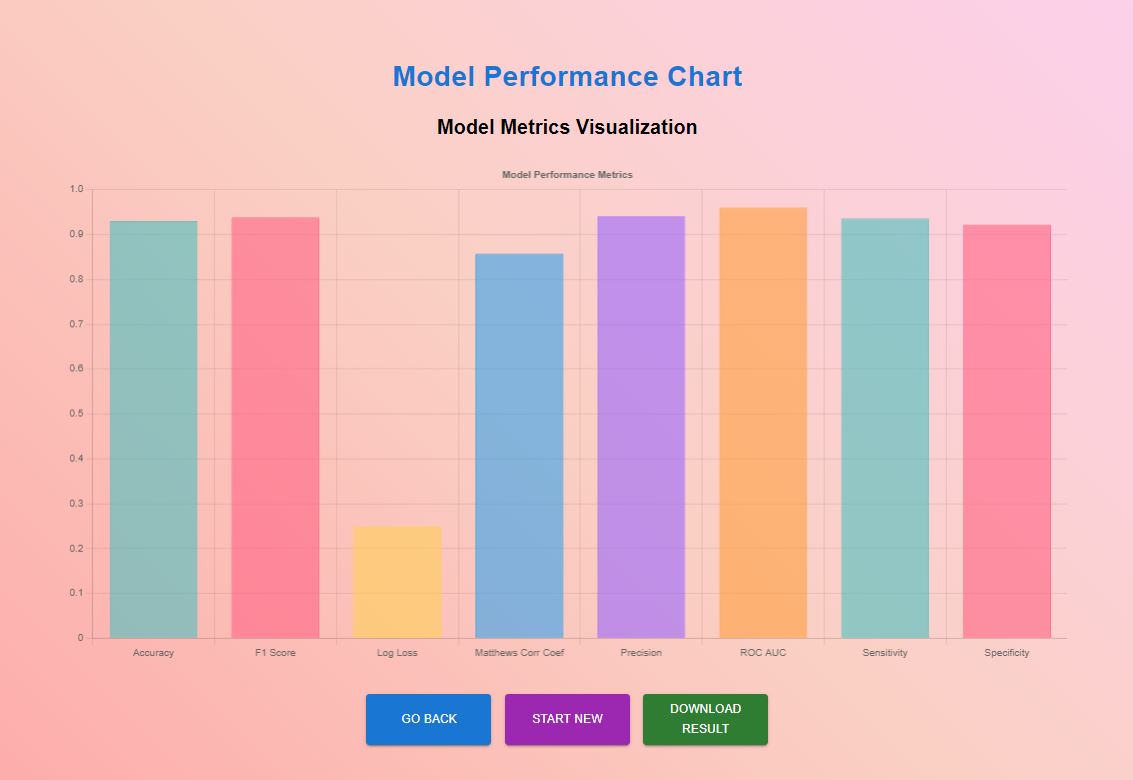 Model Performance Chart
Model Metrics Visualization
Model Performance Metrics
1.0
0.9
0.8
0.7
0.6
0.5
0.4
0.3
0.2
0.1
0
Accuracy F1 Score Log Loss Matthews Corr Coef Precision ROC AUC Sensitivity Specificity
GO BACK START NEW DOWNLOAD
RESULT